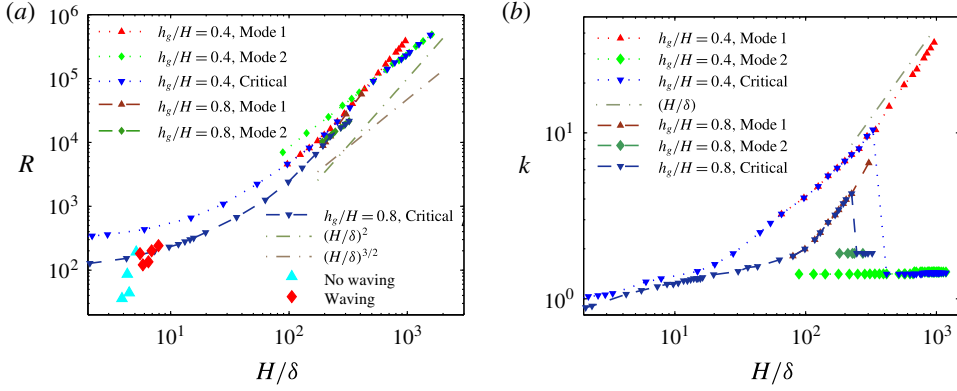 (a)
10^6
10^5
10^4
R
10^3
10^2
10^1
10^2
10^3
H/δ
h_g/H = 0.4, Mode 1
h_g/H = 0.4, Mode 2
h_g/H = 0.4, Critical
h_g/H = 0.8, Mode 1
h_g/H = 0.8, Mode 2
h_g/H = 0.8, Critical
(H/δ)^2
(H/δ)^{3/2}
No waving
Waving
(b)
10^1
k
10^0
10^1
10^2
10^3
H/δ
h_g/H = 0.4, Mode 1
h_g/H = 0.4, Mode 2
h_g/H = 0.4, Critical
(H/δ)
h_g/H = 0.8, Mode 1
h_g/H = 0.8, Mode 2
h_g/H = 0.8, Critical